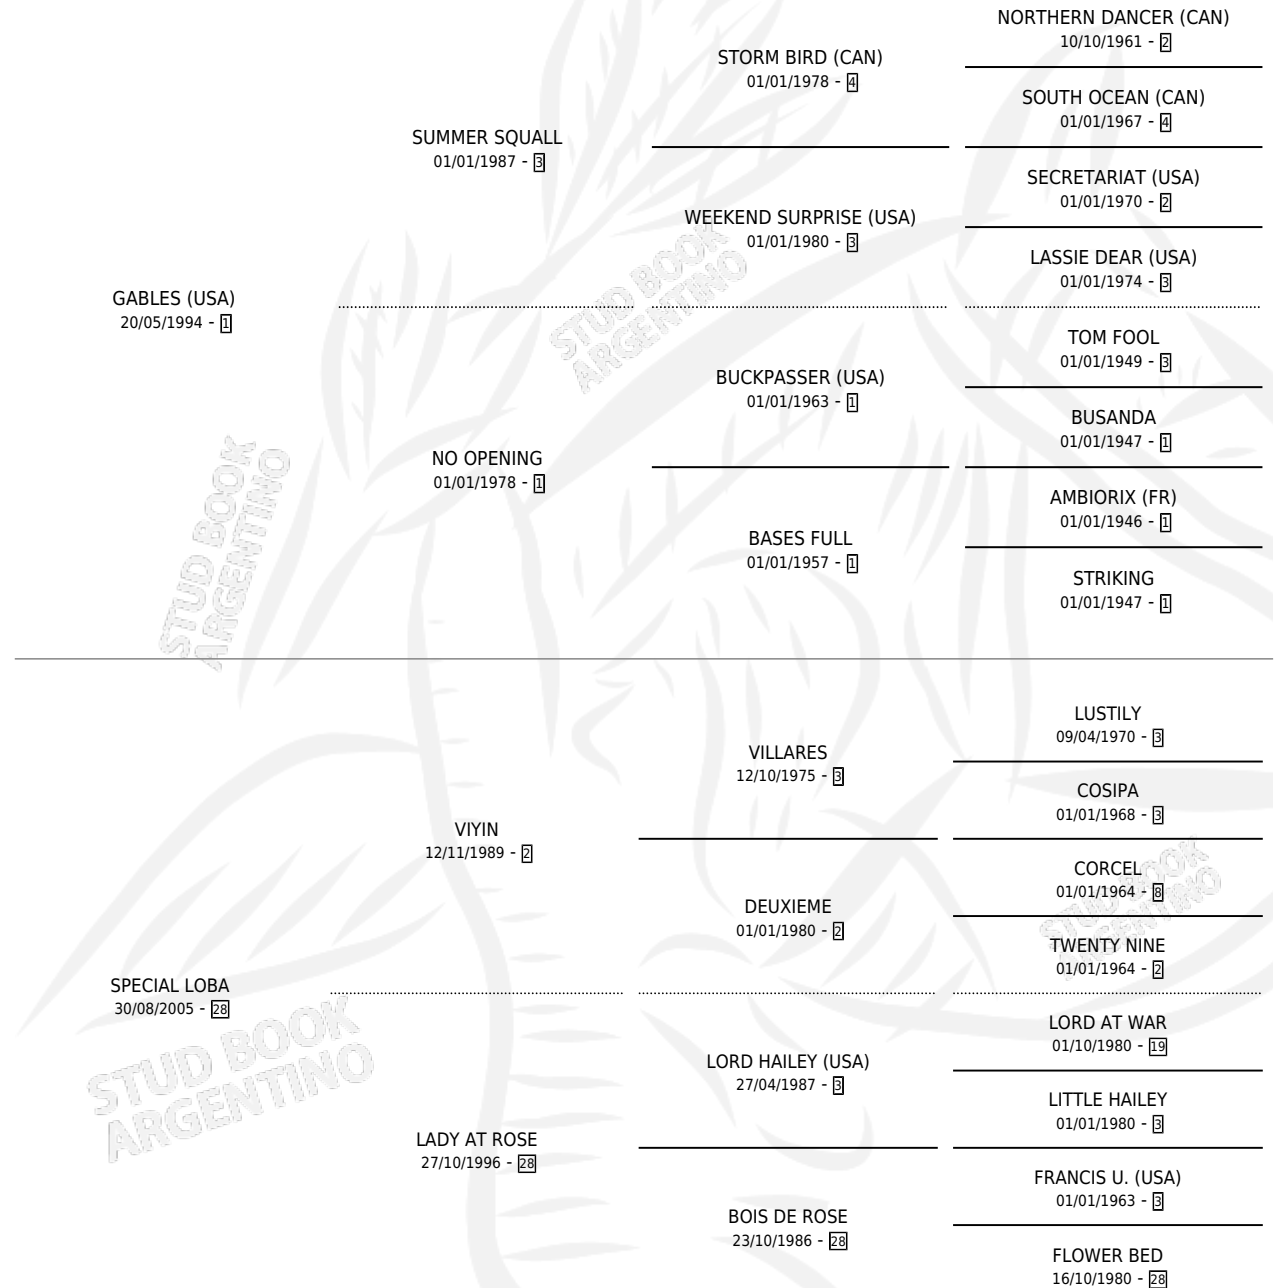 NORTHERN DANCER (CAN)
10/10/1961 - 2
STORM BIRD (CAN)
01/01/1978 - 4
SOUTH OCEAN (CAN)
01/01/1967 - 4
SUMMER SQUALL
01/01/1987 - 3
SECRETARIAT (USA)
01/01/1970 - 2
WEEKEND SURPRISE (USA)
01/01/1980 - 3
LASSIE DEAR (USA)
01/01/1974 - 3
GABLES (USA)
20/05/1994 - 1
TOM FOOL
01/01/1949 - 3
BUCKPASSER (USA)
01/01/1963 - 1
BUSANDA
01/01/1947 - 1
NO OPENING
01/01/1978 - 1
AMBIORIX (FR)
01/01/1946 - 1
BASES FULL
01/01/1957 - 1
STRIKING
01/01/1947 - 1
STUD BOOK
ARGENTINO
STUD BOOK
ARGENTINO
LUSTILY
09/04/1970 - 3
VILLARES
12/10/1975 - 3
COSIPA
01/01/1968 - 3
VIYIN
12/11/1989 - 2
CORCEL
01/01/1964 - 8
DEUXIEME
01/01/1980 - 2
TWENTY NINE
01/01/1964 - 2
SPECIAL LOBA
30/08/2005 - 28
LORD AT WAR
01/10/1980 - 19
LORD HAILEY (USA)
27/04/1987 - 3
LITTLE HAILEY
01/01/1980 - 3
LADY AT ROSE
27/10/1996 - 28
FRANCIS U. (USA)
01/01/1963 - 3
BOIS DE ROSE
23/10/1986 - 28
FLOWER BED
16/10/1980 - 28
STUD BOOK
ARGENTINO
STUD BOOK
ARGENTINO